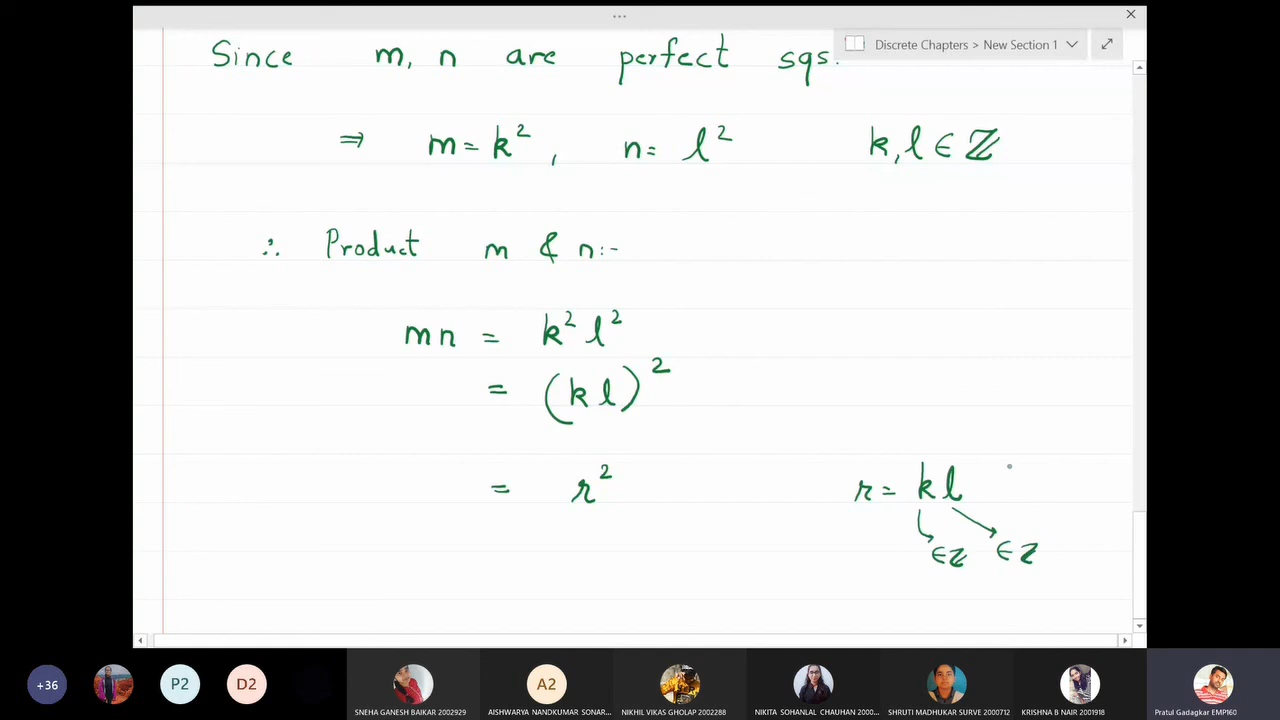 Discrete Chapters > New Section 1
Since m, n are perfect sqs.
⇒ m = k², n = l² k, l ∈ ℤ
∴ Product m & n :-
mn = k² l²
= (kl)²
= r² r = kl
∈ℤ ∈ℤ
+36 P2 D2 A2
SNEHA GANESH BAIKAR 2002929
AISHWARYA NANDKUMAR SONAR...
NIKHIL VIKAS GHOLAP 2002288
NIKITA SOHANLAL CHAUHAN 2000...
SHRUTI MADHUKAR SURVE 2000712
KRISHNA B NAIR 2001918
Pratul Gadagkar EMP160